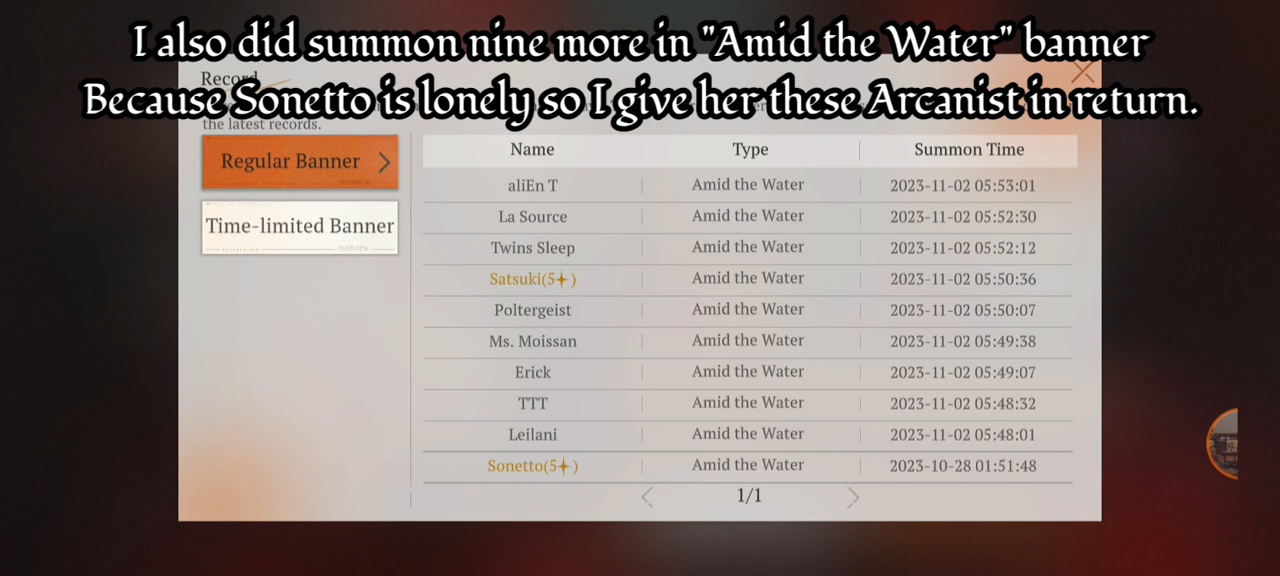 I also did summon nine more in "Amid the Water" banner
Record
Because Sonetto is lonely so I give her these Arcanist in return.
the latest records.
Regular Banner
OVERVIEW
Time-limited Banner
OVERVIEW
Name Type Summon Time
aliEn T Amid the Water 2023-11-02 05:53:01
La Source Amid the Water 2023-11-02 05:52:30
Twins Sleep Amid the Water 2023-11-02 05:52:12
Satsuki(5✦) Amid the Water 2023-11-02 05:50:36
Poltergeist Amid the Water 2023-11-02 05:50:07
Ms. Moissan Amid the Water 2023-11-02 05:49:38
Erick Amid the Water 2023-11-02 05:49:07
TTT Amid the Water 2023-11-02 05:48:32
Leilani Amid the Water 2023-11-02 05:48:01
Sonetto(5✦) Amid the Water 2023-10-28 01:51:48
1/1